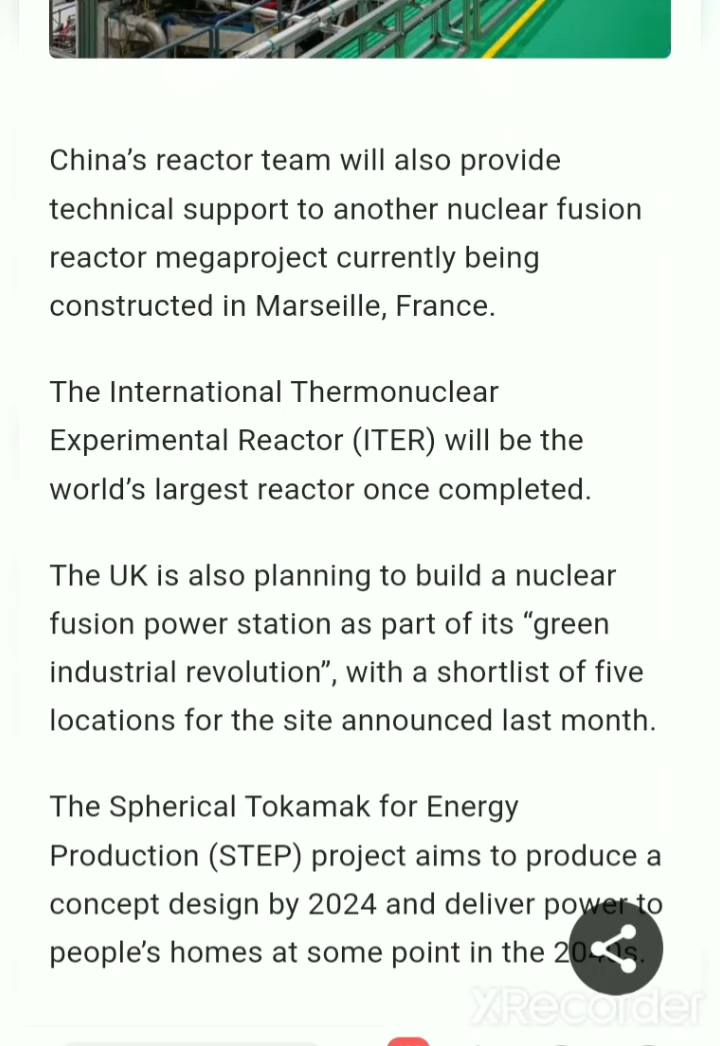 China’s reactor team will also provide
technical support to another nuclear fusion
reactor megaproject currently being
constructed in Marseille, France.
The International Thermonuclear
Experimental Reactor (ITER) will be the
world’s largest reactor once completed.
The UK is also planning to build a nuclear
fusion power station as part of its “green
industrial revolution”, with a shortlist of five
locations for the site announced last month.
The Spherical Tokamak for Energy
Production (STEP) project aims to produce a
concept design by 2024 and deliver power to
people’s homes at some point in the 2040s.
XRecorder